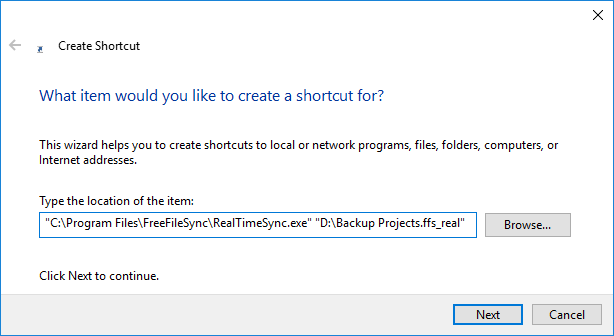 Create Shortcut
What item would you like to create a shortcut for?
This wizard helps you to create shortcuts to local or network programs, files, folders, computers, or
Internet addresses.
Type the location of the item:
"C:\Program Files\FreeFileSync\RealTimeSync.exe" "D:\Backup Projects.ffs_real"
Browse...
Click Next to continue.
Next
Cancel